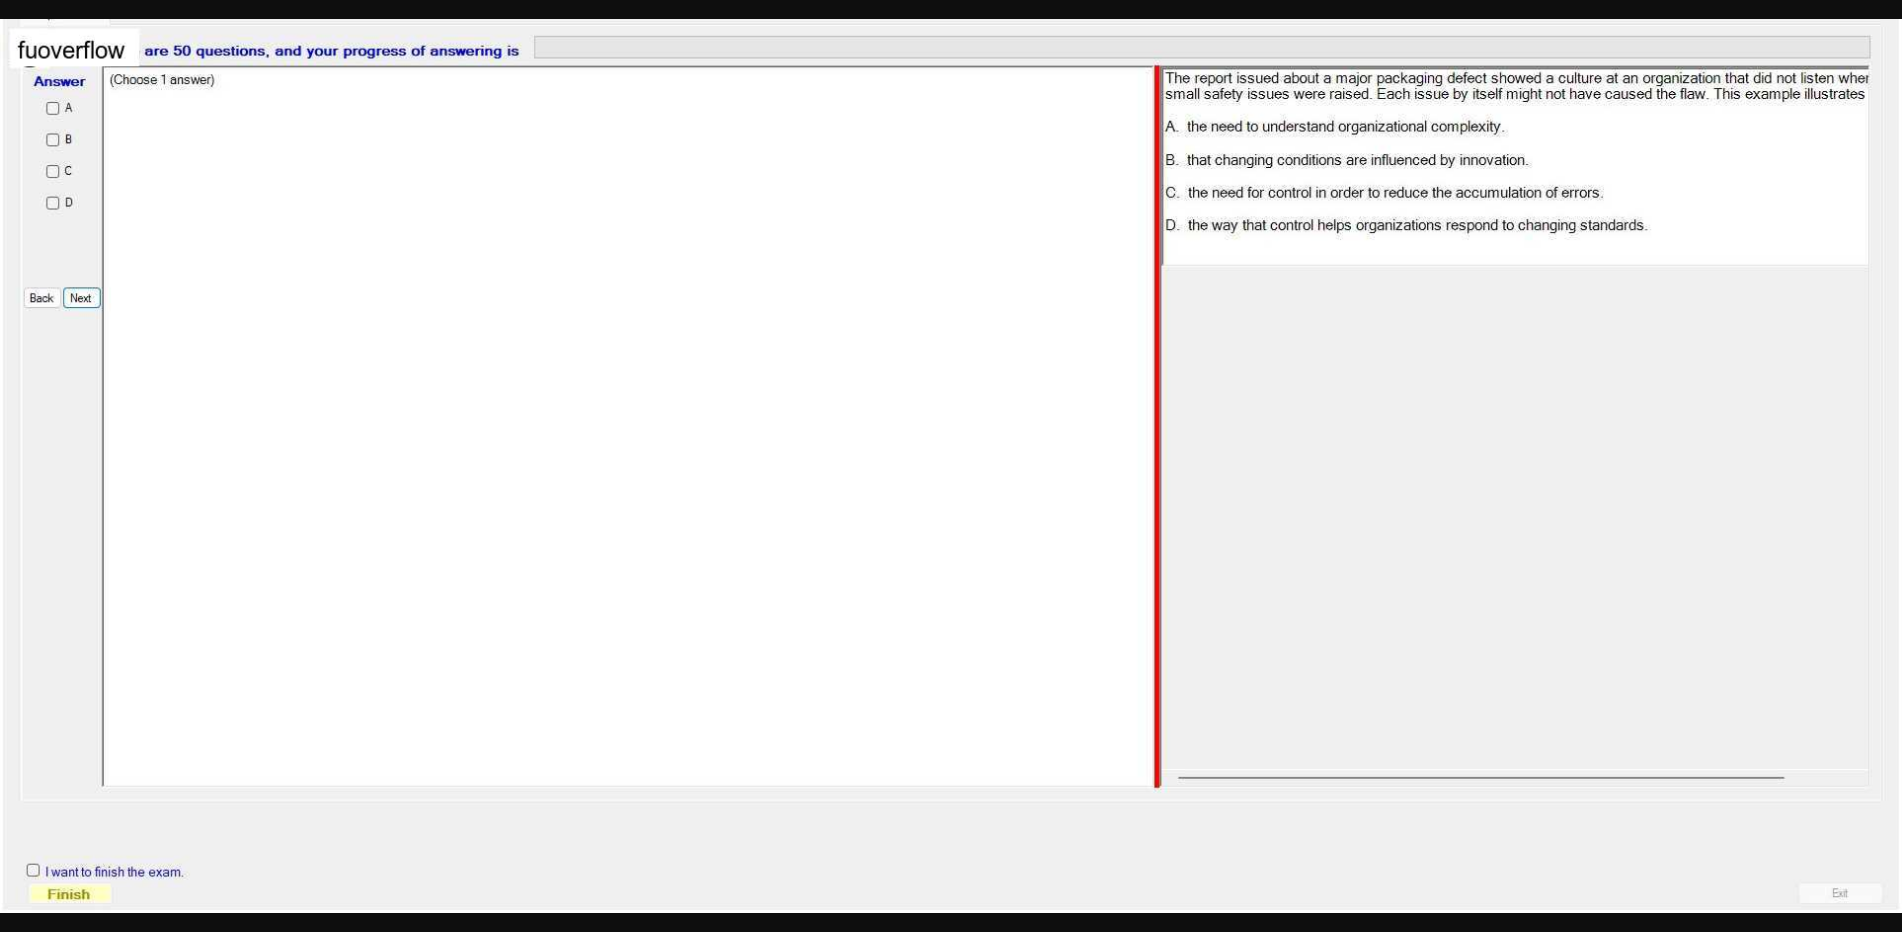 fuoverflow are 50 questions, and your progress of answering is
Answer
(Choose 1 answer)
A
B
C
D
Back Next
The report issued about a major packaging defect showed a culture at an organization that did not listen
small safety issues were raised. Each issue by itself might not have caused the flaw. This example illustrates
A. the need to understand organizational complexity.
B. that changing conditions are influenced by innovation.
C. the need for control in order to reduce the accumulation of errors.
D. the way that control helps organizations respond to changing standards.
I want to finish the exam.
Finish
Exit